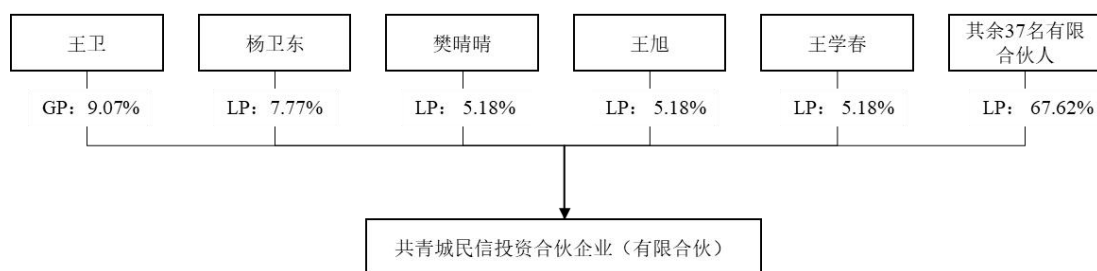 王卫
杨卫东
樊晴晴
王旭
王学春
其余37名有限
合伙人
GP：9.07%
LP：7.77%
LP：5.18%
LP：5.18%
LP：5.18%
LP：67.62%
共青城民信投资合伙企业（有限合伙）